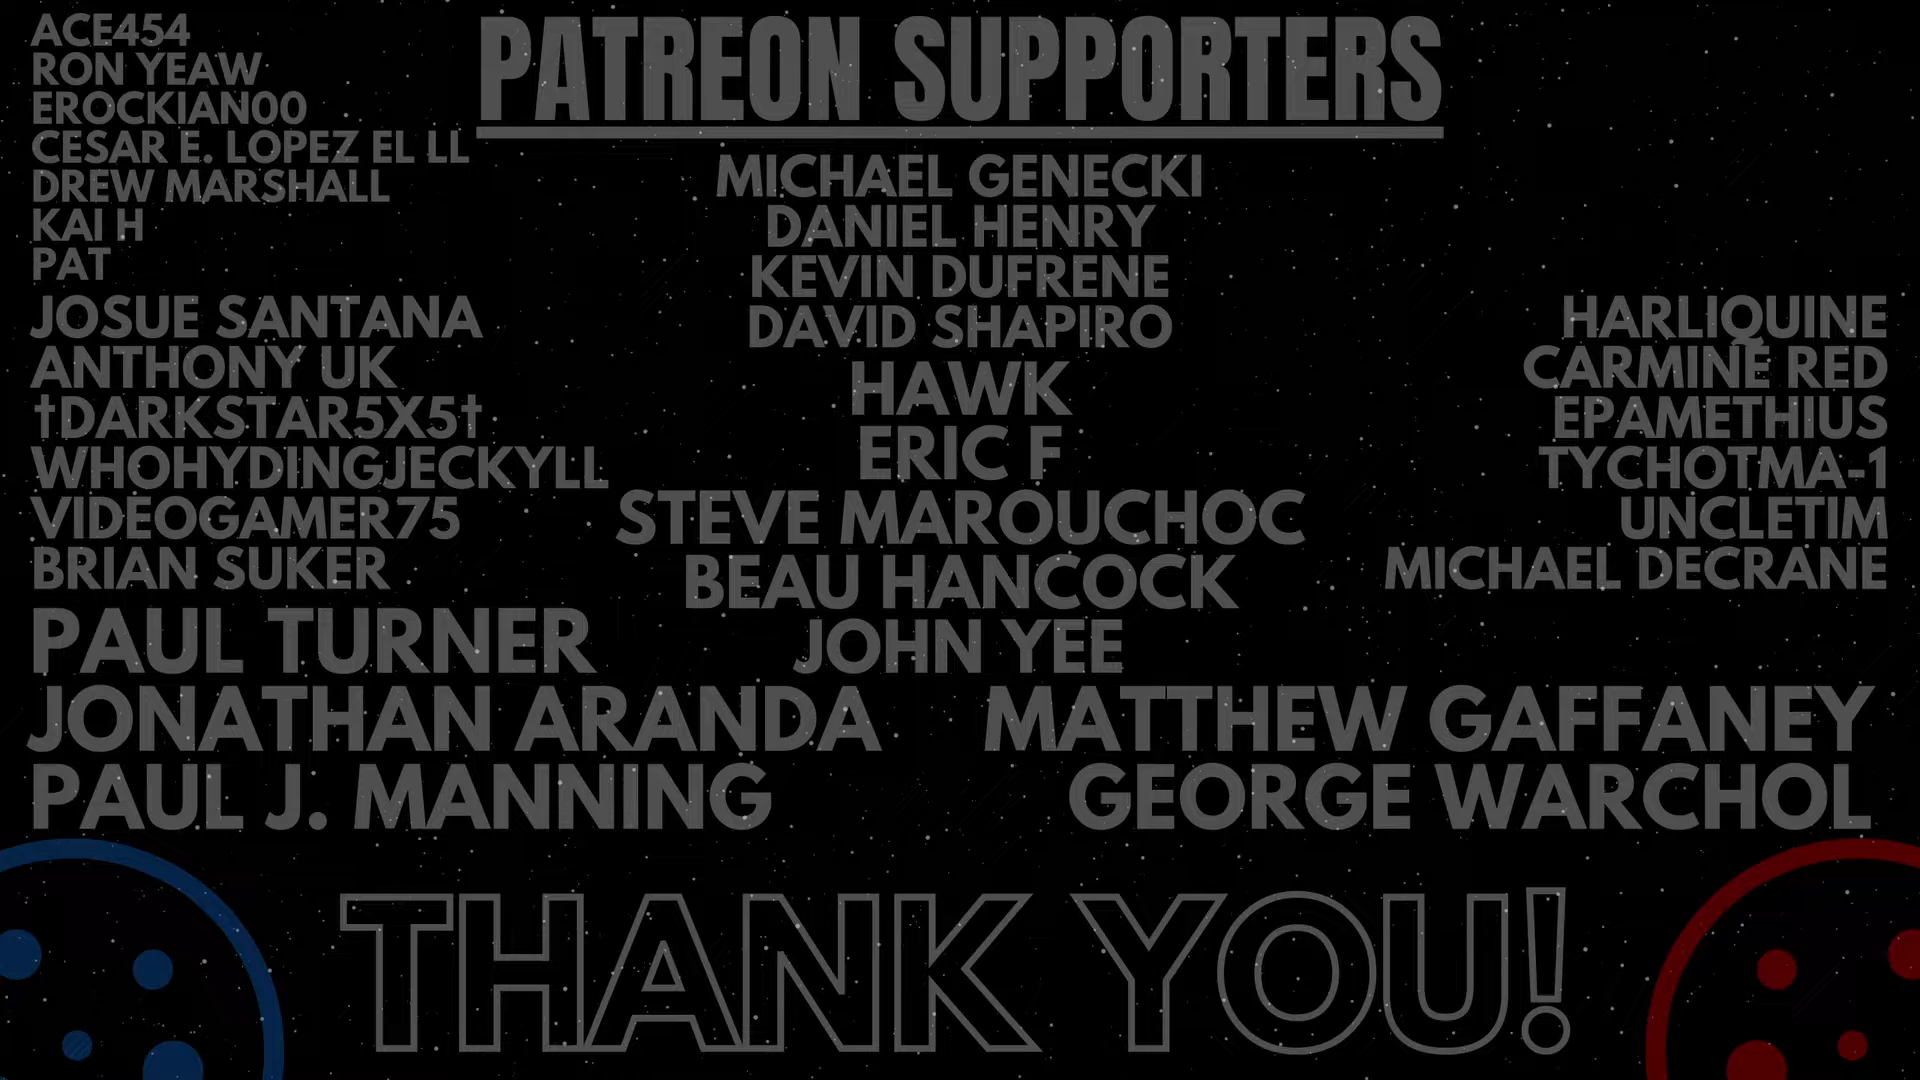 PATREON SUPPORTERS
ACE454
RON YEAW
EROCKIAN00
CESAR E. LOPEZ EL LL
DREW MARSHALL
KAI H
PAT
JOSUE SANTANA
ANTHONY UK
†DARKSTAR5X5†
WHOHYDINGJECKYLL
VIDEOGAMER75
BRIAN SUKER
PAUL TURNER
JONATHAN ARANDA
PAUL J. MANNING
MICHAEL GENECKI
DANIEL HENRY
KEVIN DUFRENE
DAVID SHAPIRO
HAWK
ERIC F
STEVE MAROUCHOC
BEAU HANCOCK
JOHN YEE
HARLIQUINE
CARMINE RED
EPAMETHIUS
TYCHOTMA-1
UNCLETIM
MICHAEL DECRANE
MATTHEW GAFFANEY
GEORGE WARCHOL
THANK YOU!